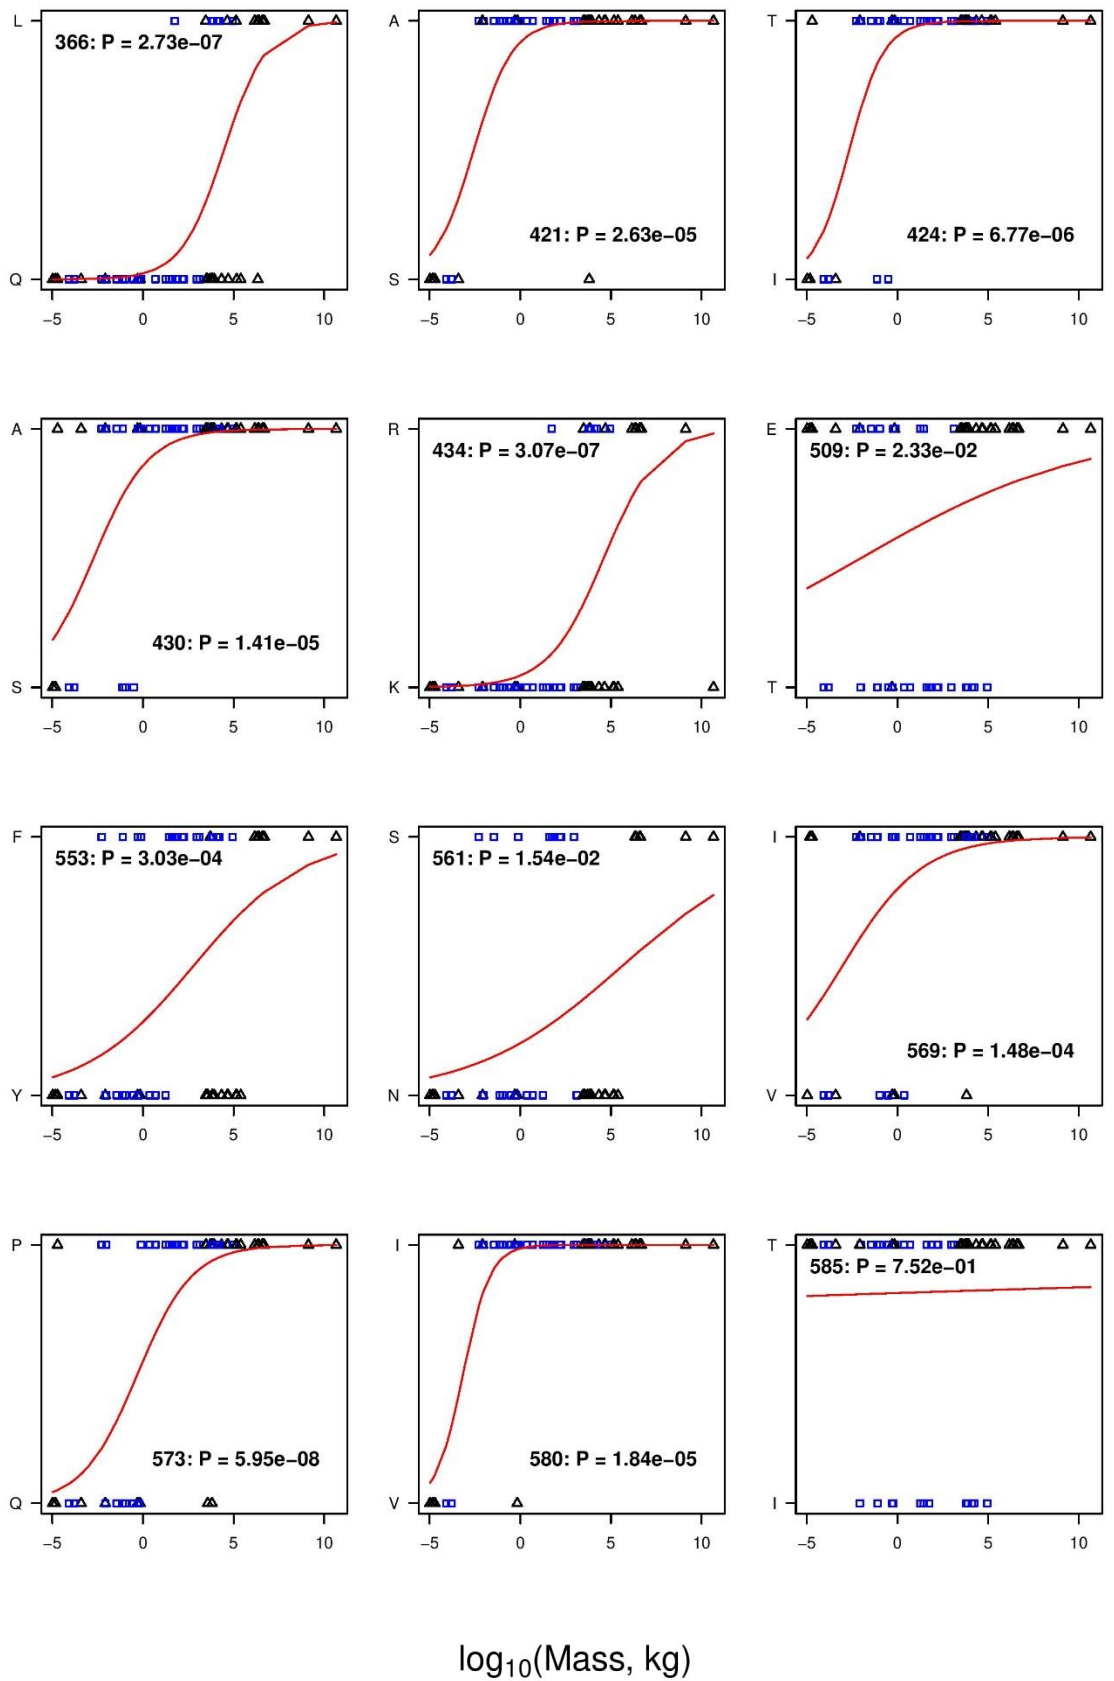 L
366: P = 2.73e−07
Q
−5 0 5 10
A
421: P = 2.63e−05
S
−5 0 5 10
T
424: P = 6.77e−06
I
−5 0 5 10
A
430: P = 1.41e−05
S
−5 0 5 10
R
434: P = 3.07e−07
K
−5 0 5 10
E
509: P = 2.33e−02
T
−5 0 5 10
F
553: P = 3.03e−04
Y
−5 0 5 10
S
561: P = 1.54e−02
N
−5 0 5 10
I
569: P = 1.48e−04
V
−5 0 5 10
P
573: P = 5.95e−08
Q
−5 0 5 10
I
580: P = 1.84e−05
V
−5 0 5 10
T
585: P = 7.52e−01
I
−5 0 5 10
log₁₀(Mass, kg)